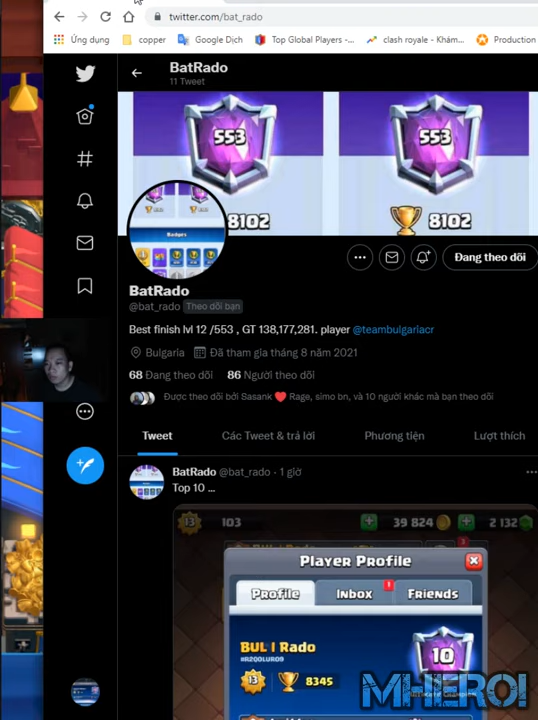 twitter.com/bat_rado
Ứng dụng
copper
Google Dịch
Top Global Players -...
clash royale - Khám...
Production
BatRado
11 Tweet
553
553
8102
8102
Badges
Đang theo dõi
BatRado
@bat_rado Theo dõi bạn
Best finish lvl 12 /553 , GT 138,177,281. player @teambulgariacr
Bulgaria Đã tham gia tháng 8 năm 2021
68 Đang theo dõi 86 Người theo dõi
Được theo dõi bởi Sasank ❤️ Rage, simo bn, và 10 người khác mà bạn theo dõi
Tweet
Các Tweet & trả lời
Phương tiện
Lượt thích
BatRado @bat_rado · 1 giờ
Top 10 ...
13 103 39 824 2 132
3
Player Profile
Profile
Inbox
!
Friends
BUL | Rado
#R2QOLURO9
10
13 8345
MHERO!